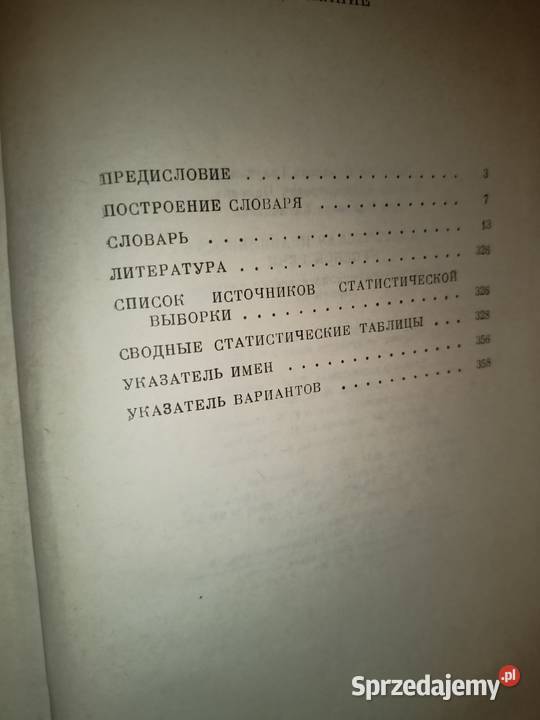 ПРЕДИСЛОВИЕ . . . . . . . . . . . . . . . . . 3
ПОСТРОЕНИЕ СЛОВАРЯ . . . . . . . . . . . 7
СЛОВАРЬ . . . . . . . . . . . . . . . . . . . 13
ЛИТЕРАТУРА . . . . . . . . . . . . . . . . . 326
СПИСОК ИСТОЧНИКОВ СТАТИСТИЧЕСКОЙ
ВЫБОРКИ . . . . . . . . . . . . . . . . . 326
СВОДНЫЕ СТАТИСТИЧЕСКИЕ ТАБЛИЦЫ . . . 328
УКАЗАТЕЛЬ ИМЕН . . . . . . . . . . . . . 356
УКАЗАТЕЛЬ ВАРИАНТОВ . . . . . . . . . . . 358
Sprzedajemy.pl